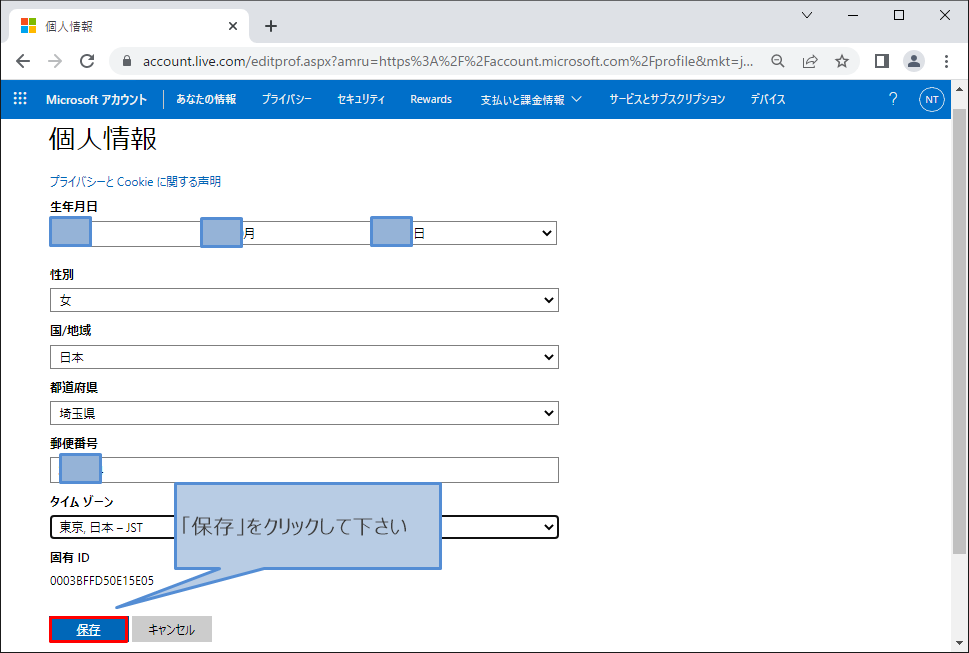 個人情報
account.live.com/editprof.aspx?amru=https%3A%2F%2Faccount.microsoft.com%2Fprofile&mkt=j...
Microsoft アカウント あなたの情報 プライバシー セキュリティ Rewards 支払いと課金情報 サービスとサブスクリプション デバイス ? NT
個人情報
プライバシーと Cookie に関する声明
生年月日
月 日
性別
女
国/地域
日本
都道府県
埼玉県
郵便番号
タイム ゾーン
東京, 日本 – JST
「保存」をクリックして下さい
固有 ID
0003BFFD50E15E05
保存 キャンセル